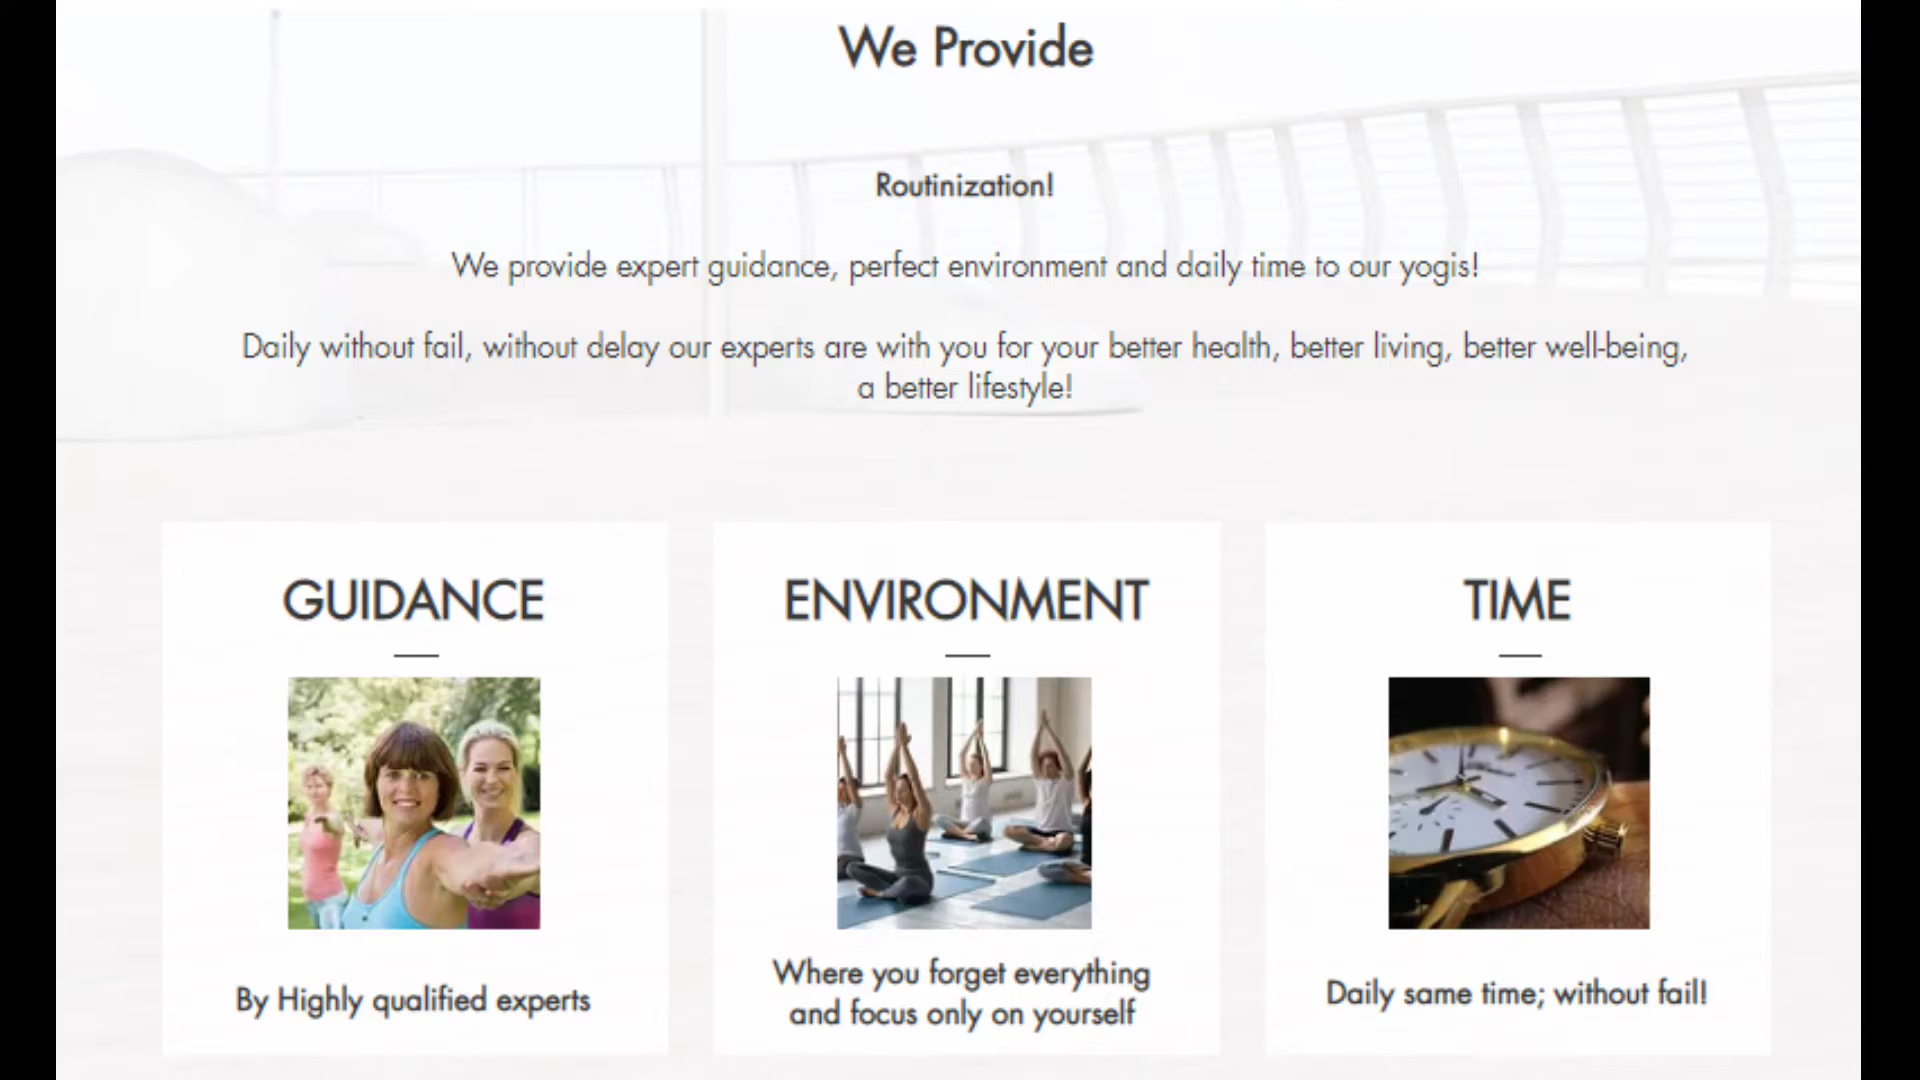 We Provide
Routinization!
We provide expert guidance, perfect environment and daily time to our yogis!
Daily without fail, without delay our experts are with you for your better health, better living, better well-being,
a better lifestyle!
GUIDANCE
ENVIRONMENT
TIME
By Highly qualified experts
Where you forget everything
and focus only on yourself
Daily same time; without fail!